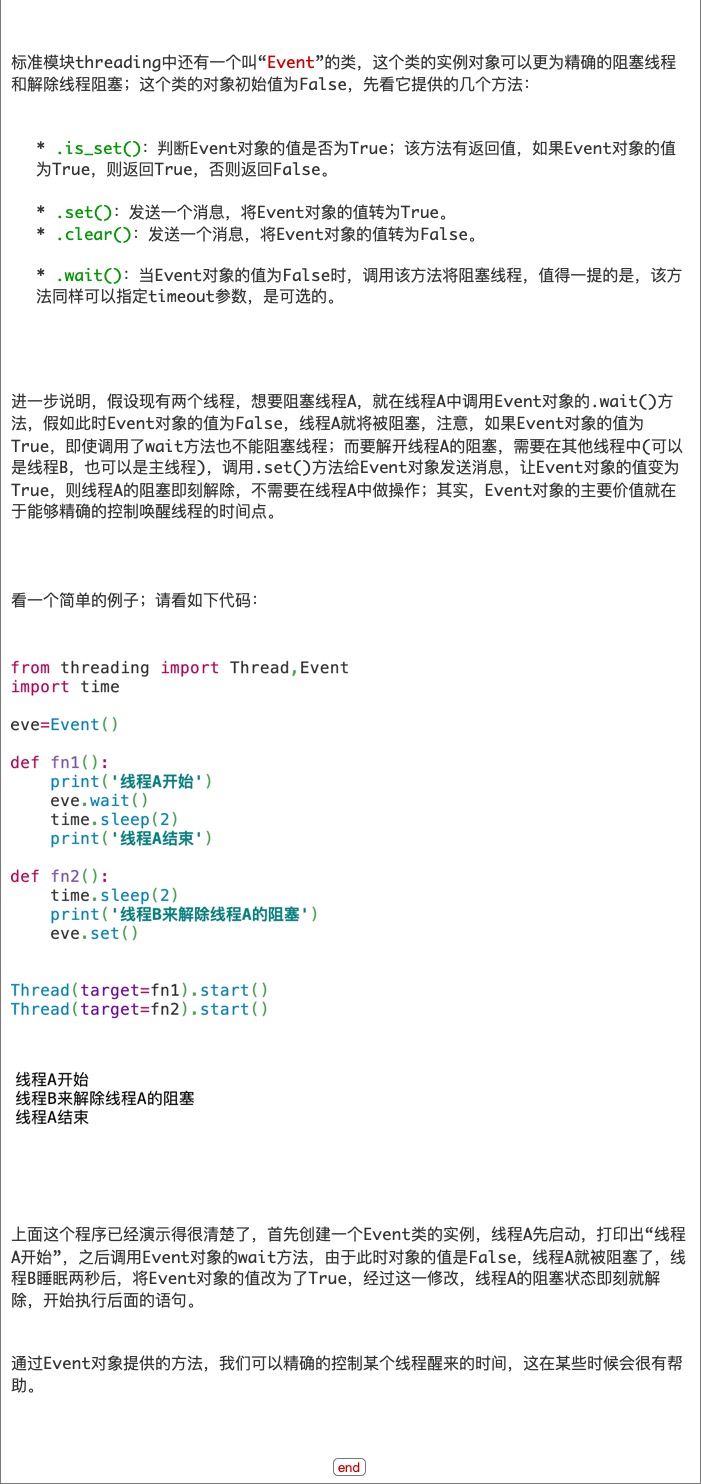 标准模块threading中还有一个叫“Event”的类，这个类的实例对象可以更为精确的阻塞线程
和解除线程阻塞；这个类的对象初始值为False，先看它提供的几个方法：
* .is_set()：判断Event对象的值是否为True；该方法有返回值，如果Event对象的值
为True，则返回True，否则返回False。
* .set()：发送一个消息，将Event对象的值转为True。
* .clear()：发送一个消息，将Event对象的值转为False。
* .wait()：当Event对象的值为False时，调用该方法将阻塞线程，值得一提的是，该方
法同样可以指定timeout参数，是可选的。
进一步说明，假设现有两个线程，想要阻塞线程A，就在线程A中调用Event对象的.wait()方
法，假如此时Event对象的值为False，线程A就将被阻塞，注意，如果Event对象的值为
True，即使调用了wait方法也不能阻塞线程；而要解开线程A的阻塞，需要在其他线程中(可以
是线程B，也可以是主线程)，调用.set()方法给Event对象发送消息，让Event对象的值变为
True，则线程A的阻塞即刻解除，不需要在线程A中做操作；其实，Event对象的主要价值就在
于能够精确的控制唤醒线程的时间点。
看一个简单的例子；请看如下代码：
from threading import Thread,Event
import time
eve=Event()
def fn1():
    print('线程A开始')
    eve.wait()
    time.sleep(2)
    print('线程A结束')
def fn2():
    time.sleep(2)
    print('线程B来解除线程A的阻塞')
    eve.set()
Thread(target=fn1).start()
Thread(target=fn2).start()
线程A开始
线程B来解除线程A的阻塞
线程A结束
上面这个程序已经演示得很清楚了，首先创建一个Event类的实例，线程A先启动，打印出“线程
A开始”，之后调用Event对象的wait方法，由于此时对象的值是False，线程A就被阻塞了，线
程B睡眠两秒后，将Event对象的值改为了True，经过这一修改，线程A的阻塞状态即刻就解
除，开始执行后面的语句。
通过Event对象提供的方法，我们可以精确的控制某个线程醒来的时间，这在某些时候会很有帮
助。
end